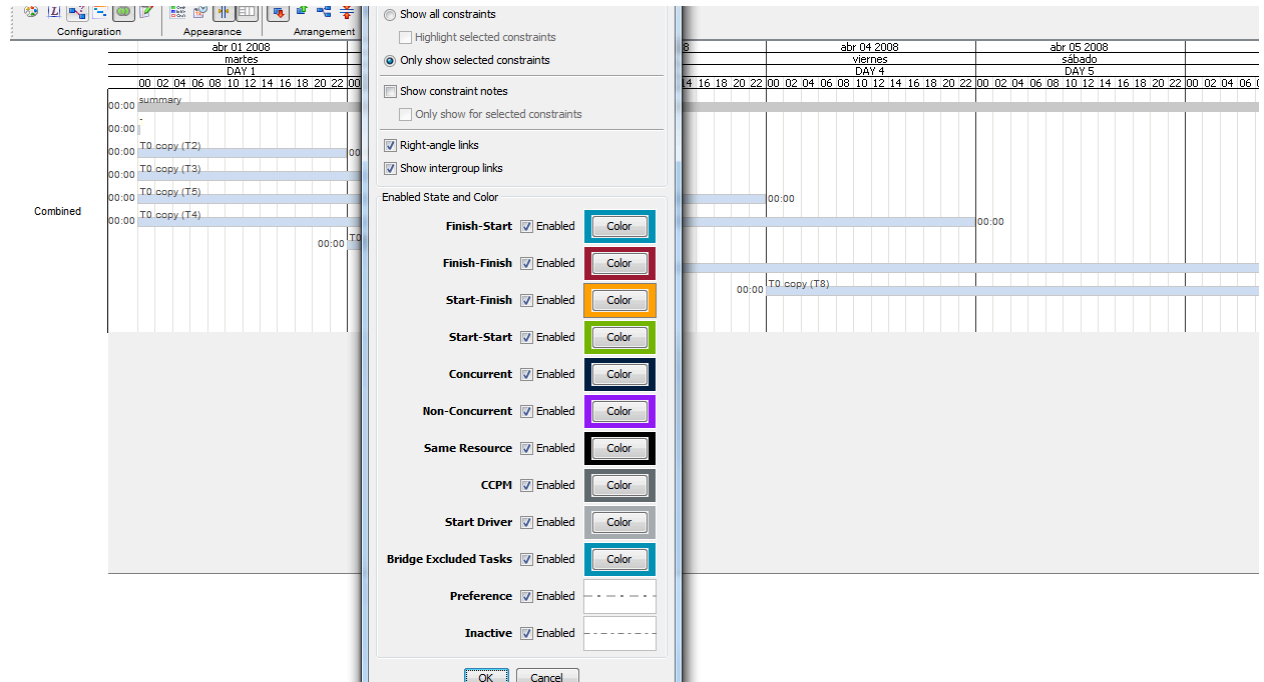 Configuration
Appearance
Arrangement
abr 01 2008
martes
DAY 1
00 02 04 06 08 10 12 14 16 18 20 22 00
8
abr 04 2008
viernes
DAY 4
abr 05 2008
sábado
DAY 5
14 16 18 20 22 00 02 04 06 08 10 12 14 16 18 20 22 00 02 04 06 08 10 12 14 16 18 20 22 00 02 04 06
Combined
00:00 summary
00:00 -
00:00 T0 copy (T2) 00
00:00 T0 copy (T3)
00:00 T0 copy (T5) 00:00
00:00 T0 copy (T4) 00:00
00:00 T0
00:00 T0 copy (T8)
Show all constraints
Highlight selected constraints
Only show selected constraints
Show constraint notes
Only show for selected constraints
Right-angle links
Show intergroup links
Enabled State and Color
Finish-Start Enabled Color
Finish-Finish Enabled Color
Start-Finish Enabled Color
Start-Start Enabled Color
Concurrent Enabled Color
Non-Concurrent Enabled Color
Same Resource Enabled Color
CCPM Enabled Color
Start Driver Enabled Color
Bridge Excluded Tasks Enabled Color
Preference Enabled
Inactive Enabled
OK Cancel